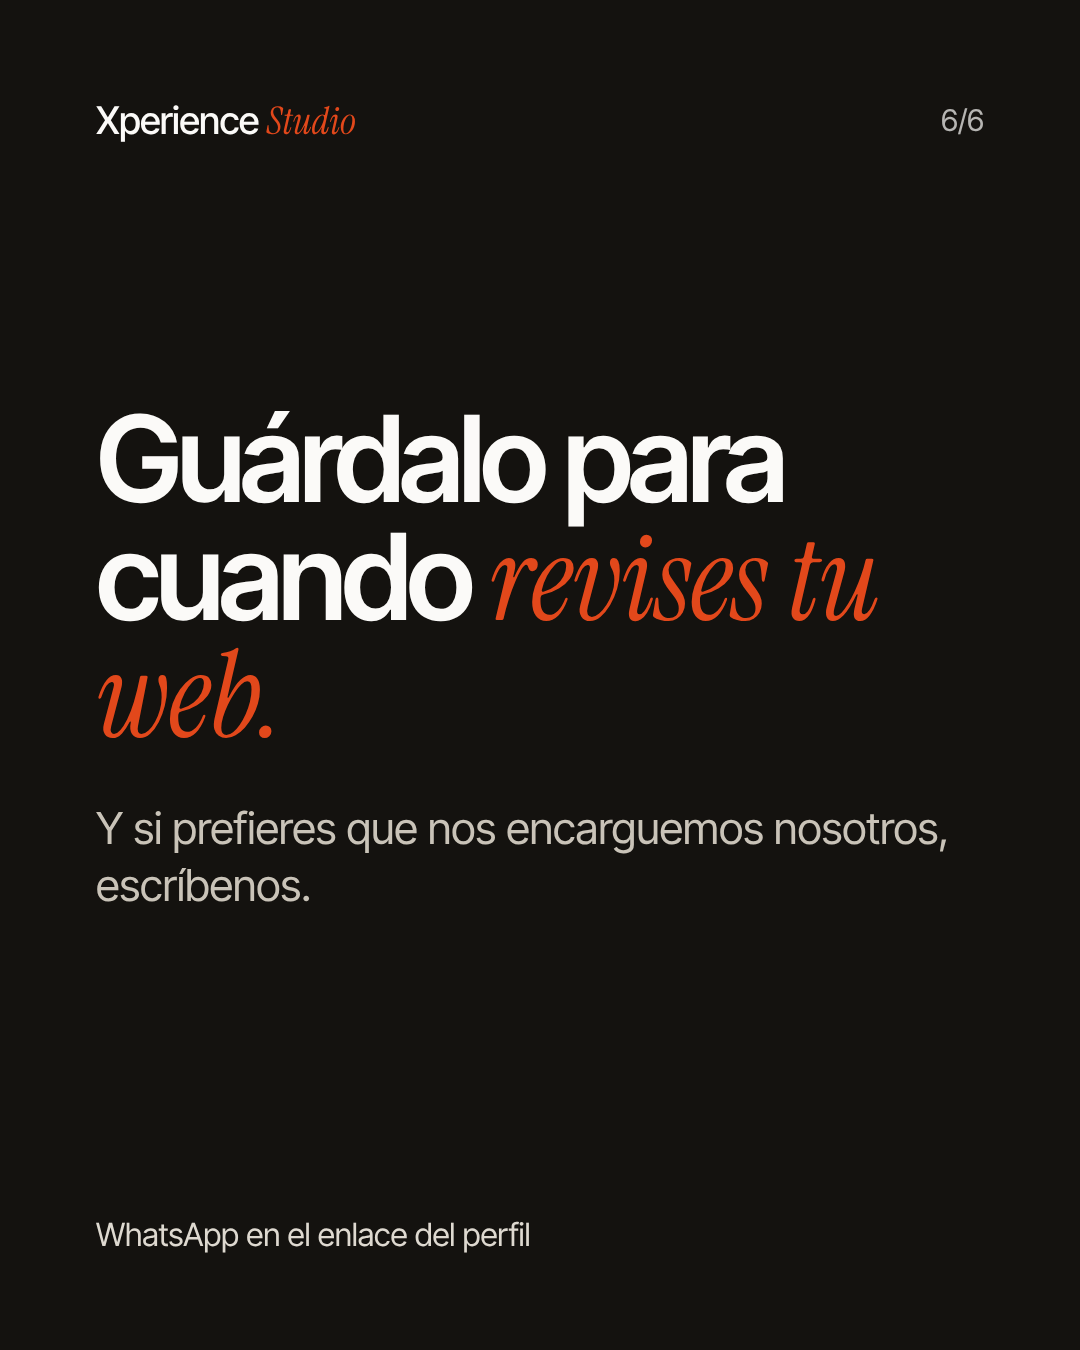 Xperience Studio
6/6
Guárdalo para
cuando revises tu
web.
Y si prefieres que nos encarguemos nosotros,
escríbenos.
WhatsApp en el enlace del perfil